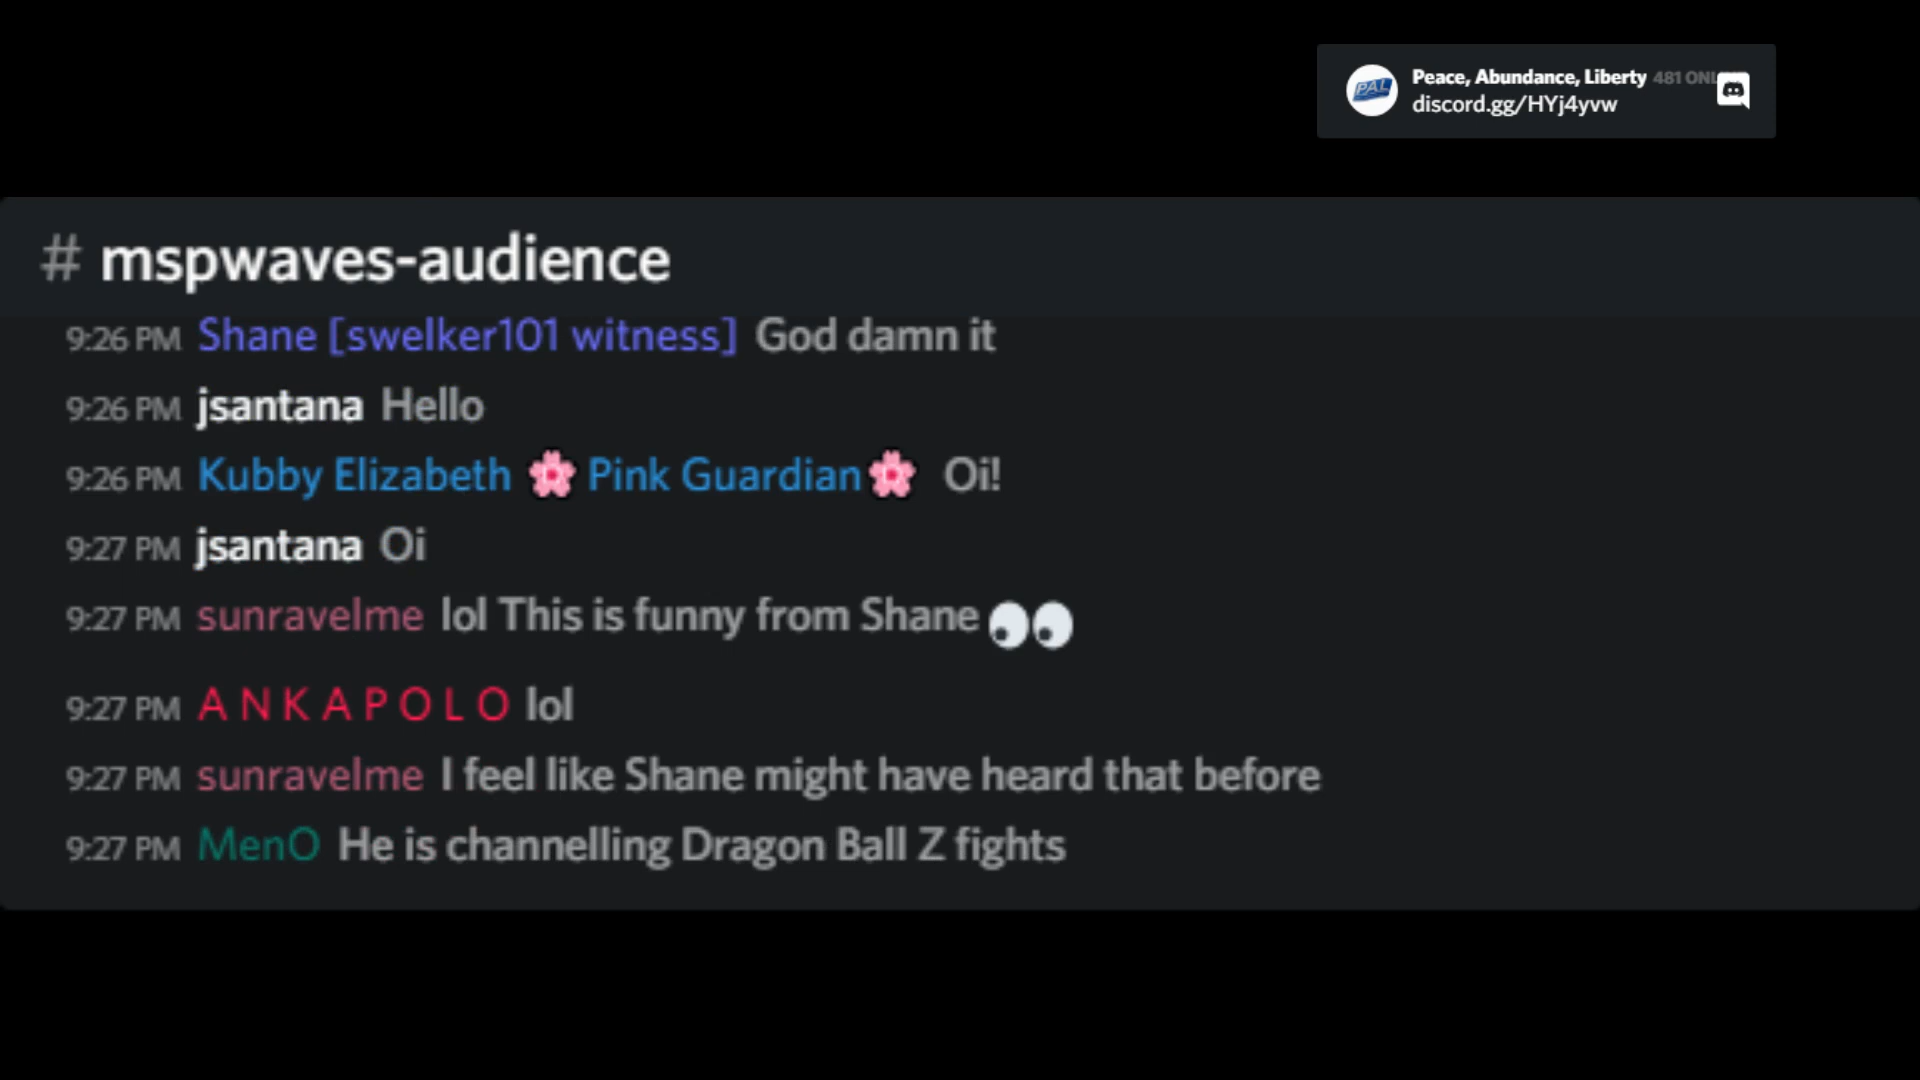 PAL
Peace, Abundance, Liberty 481 ONL
discord.gg/HYj4yvw
# mspwaves-audience
9:26 PM Shane [swelker101 witness] God damn it
9:26 PM jsantana Hello
9:26 PM Kubby Elizabeth 🌸 Pink Guardian🌸 Oi!
9:27 PM jsantana Oi
9:27 PM sunravelme lol This is funny from Shane 👀
9:27 PM A N K A P O L O lol
9:27 PM sunravelme I feel like Shane might have heard that before
9:27 PM MenO He is channelling Dragon Ball Z fights